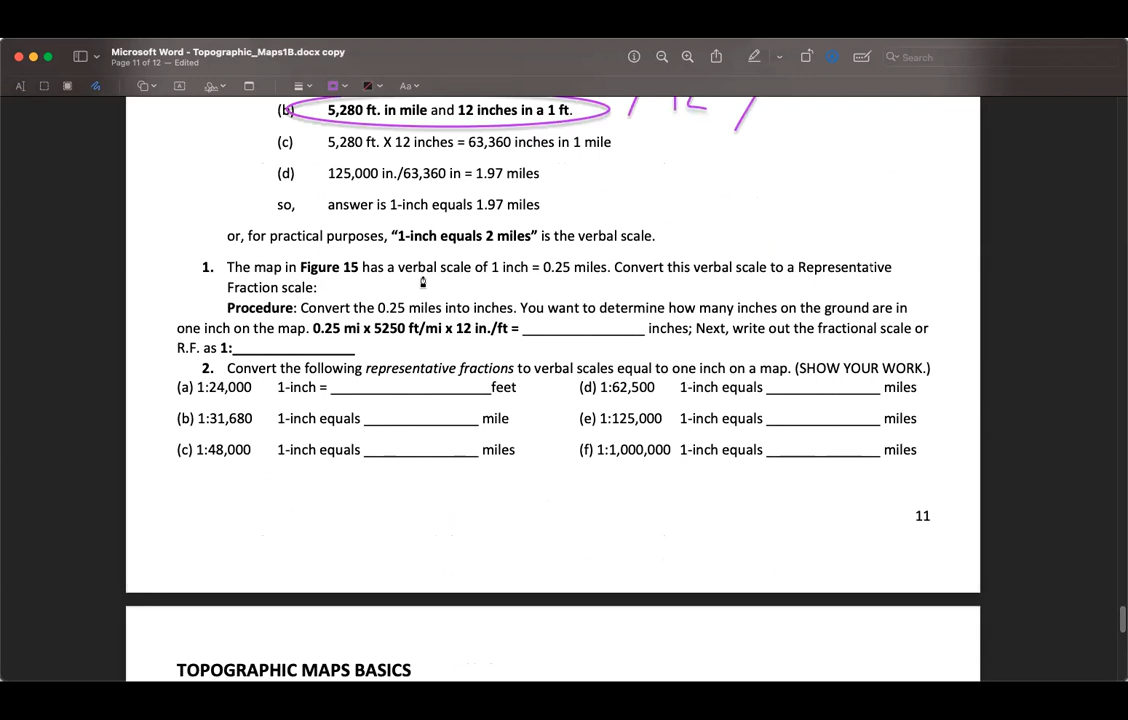 Microsoft Word - Topographic_Maps1B.docx copy
Page 11 of 12 — Edited
Search
(b) 5,280 ft. in mile and 12 inches in a 1 ft.
(c) 5,280 ft. X 12 inches = 63,360 inches in 1 mile
(d) 125,000 in./63,360 in = 1.97 miles
so, answer is 1-inch equals 1.97 miles
or, for practical purposes, “1-inch equals 2 miles” is the verbal scale.
1. The map in Figure 15 has a verbal scale of 1 inch = 0.25 miles. Convert this verbal scale to a Representative
Fraction scale:
Procedure: Convert the 0.25 miles into inches. You want to determine how many inches on the ground are in
one inch on the map. 0.25 mi x 5250 ft/mi x 12 in./ft = ________________ inches; Next, write out the fractional scale or
R.F. as 1:________________
2. Convert the following representative fractions to verbal scales equal to one inch on a map. (SHOW YOUR WORK.)
(a) 1:24,000 1-inch = _____________________feet (d) 1:62,500 1-inch equals _______________ miles
(b) 1:31,680 1-inch equals _______________ mile (e) 1:125,000 1-inch equals _______________ miles
(c) 1:48,000 1-inch equals _______________ miles (f) 1:1,000,000 1-inch equals _______________ miles
11
TOPOGRAPHIC MAPS BASICS